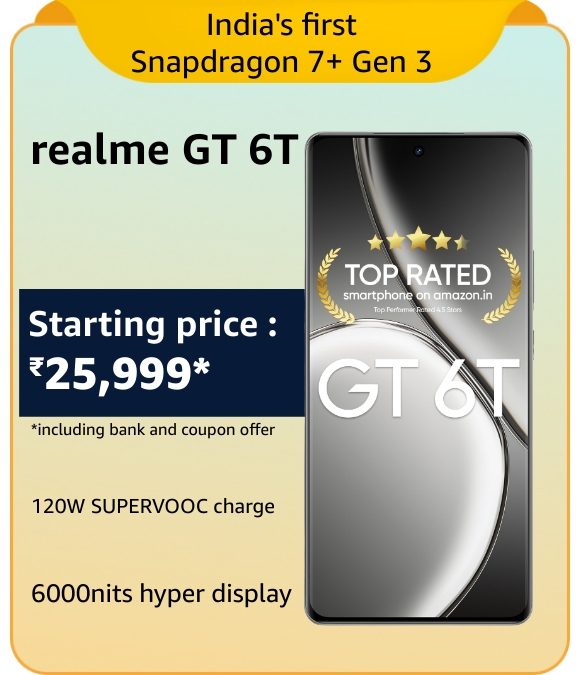 India's first
Snapdragon 7+ Gen 3
realme GT 6T
TOP RATED
smartphone on amazon.in
Top Performer Rated 4.5 Stars
GT 6T
Starting price :
₹25,999*
*including bank and coupon offer
120W SUPERVOOC charge
6000nits hyper display